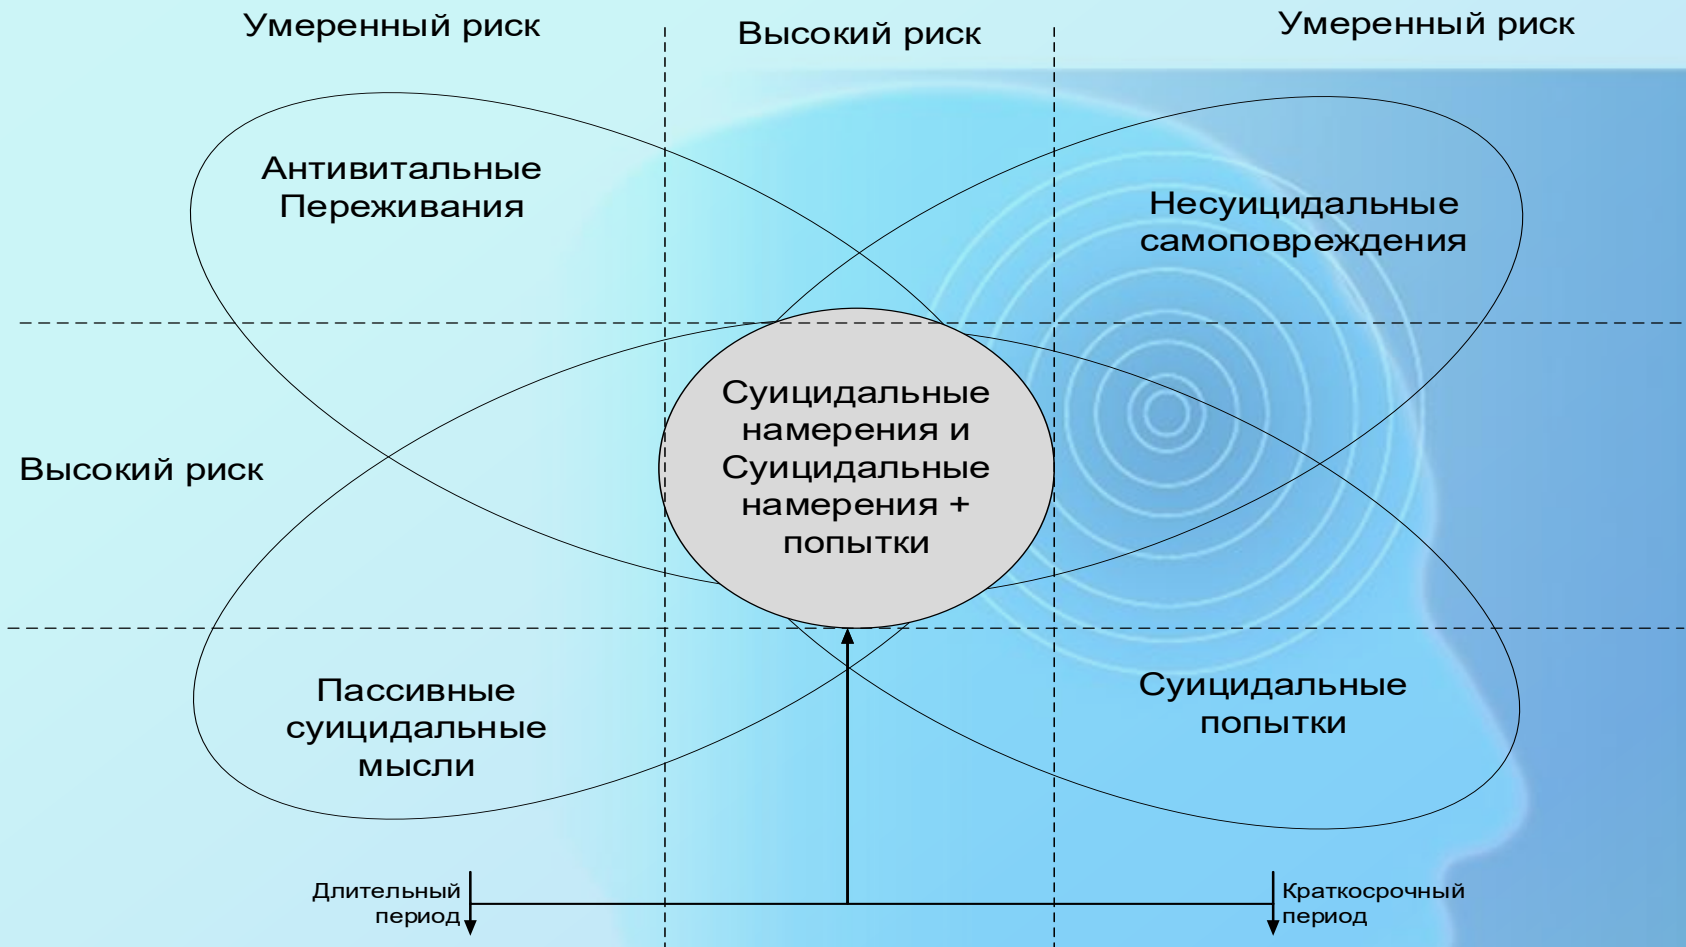 Умеренный риск
Высокий риск
Умеренный риск
Антивитальные
Переживания
Несуицидальные
самоповреждения
Высокий риск
Суицидальные
намерения и
Суицидальные
намерения +
попытки
Пассивные
суицидальные
мысли
Суицидальные
попытки
Длительный
период
Краткосрочный
период